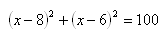 (x – 8)² + (x – 6)² = 100